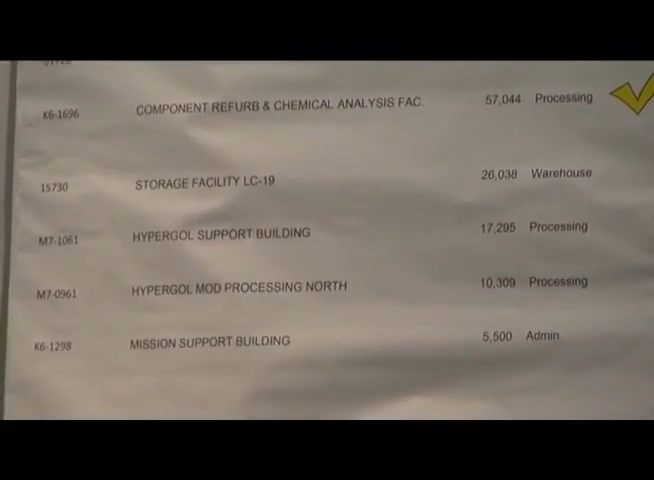 K6-1696 COMPONENT REFURB & CHEMICAL ANALYSIS FAC. 57,044 Processing
15730 STORAGE FACILITY LC-19 26,038 Warehouse
M7-1061 HYPERGOL SUPPORT BUILDING 17,295 Processing
M7-0961 HYPERGOL MOD PROCESSING NORTH 10,309 Processing
K6-1298 MISSION SUPPORT BUILDING 5,500 Admin